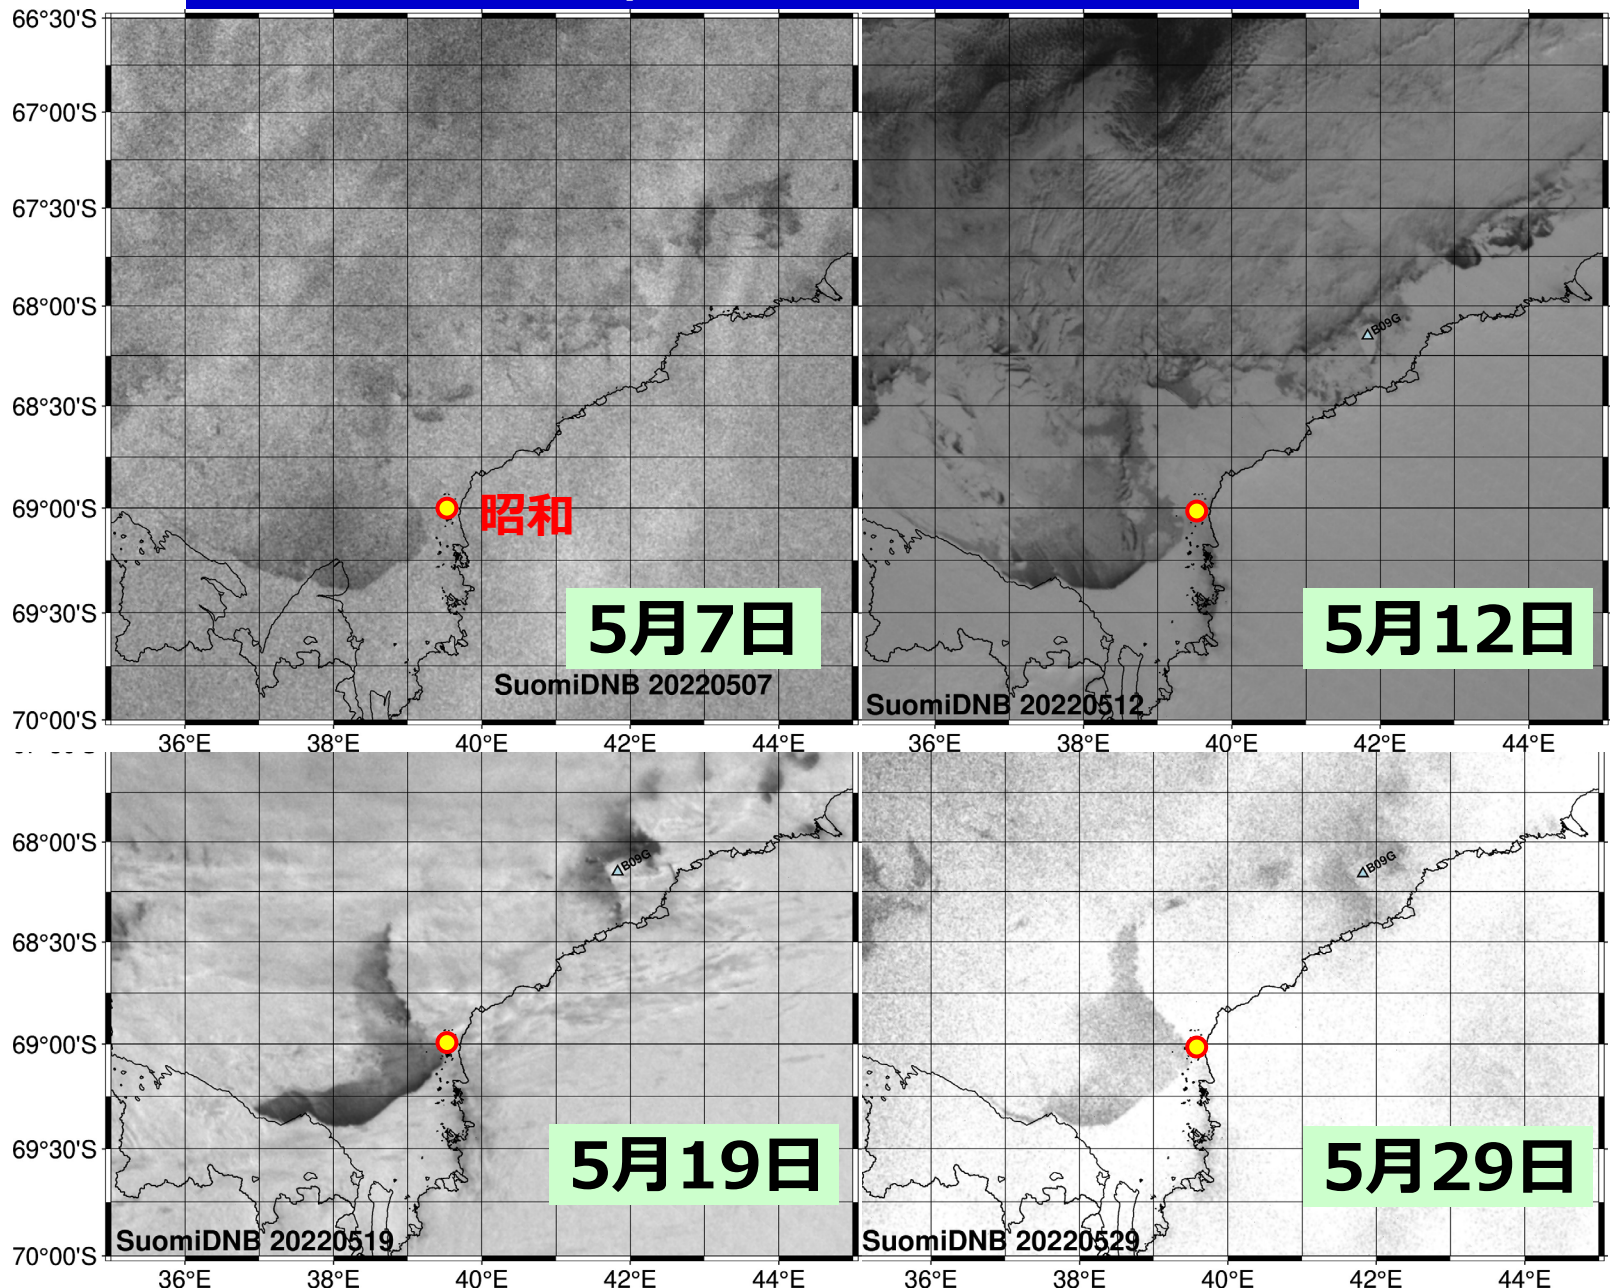 66°30'S
67°00'S
67°30'S
68°00'S
68°30'S
69°00'S
69°30'S
70°00'S
昭和
5月7日
SuomiDNB 20220507
36°E 38°E 40°E 42°E 44°E
B09G
5月12日
SuomiDNB 20220512
36°E 38°E 40°E 42°E 44°E
68°00'S
68°30'S
69°00'S
69°30'S
70°00'S
B09G
5月19日
SuomiDNB 20220519
36°E 38°E 40°E 42°E 44°E
B09G
5月29日
SuomiDNB 20220529
36°E 38°E 40°E 42°E 44°E